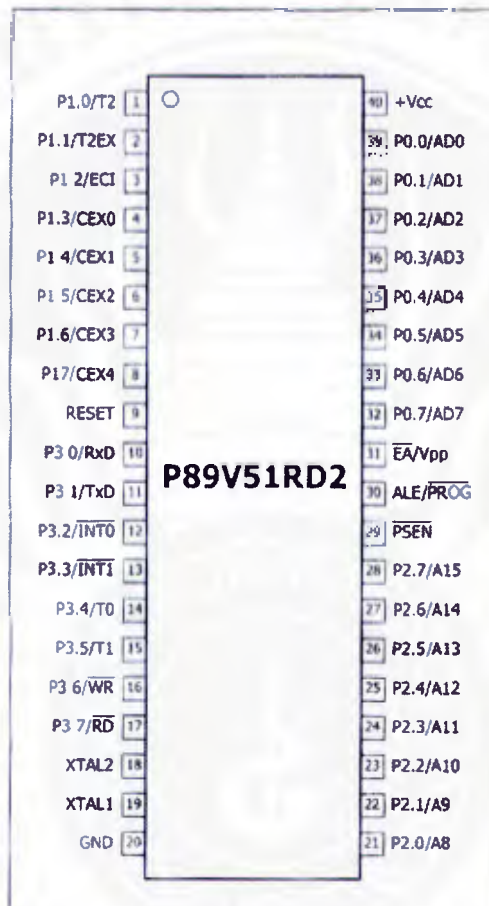 P1.0/T2 1 40 +Vcc
P1.1/T2EX 2 39 P0.0/AD0
P1 2/ECI 3 38 P0.1/AD1
P1.3/CEX0 4 37 P0.2/AD2
P1 4/CEX1 5 36 P0.3/AD3
P1 5/CEX2 6 35 P0.4/AD4
P1.6/CEX3 7 34 P0.5/AD5
P17/CEX4 8 33 P0.6/AD6
RESET 9 32 P0.7/AD7
P3 0/RxD 10 31 E̅A̅/Vpp
P89V51RD2
P3 1/TxD 11 30 ALE/P̅R̅O̅G̅
P3.2/I̅N̅T̅0̅ 12 29 P̅S̅E̅N̅
P3.3/I̅N̅T̅1̅ 13 28 P2.7/A15
P3.4/T0 14 27 P2.6/A14
P3.5/T1 15 26 P2.5/A13
P3 6/W̅R̅ 16 25 P2.4/A12
P3 7/R̅D̅ 17 24 P2.3/A11
XTAL2 18 23 P2.2/A10
XTAL1 19 22 P2.1/A9
GND 20 21 P2.0/A8